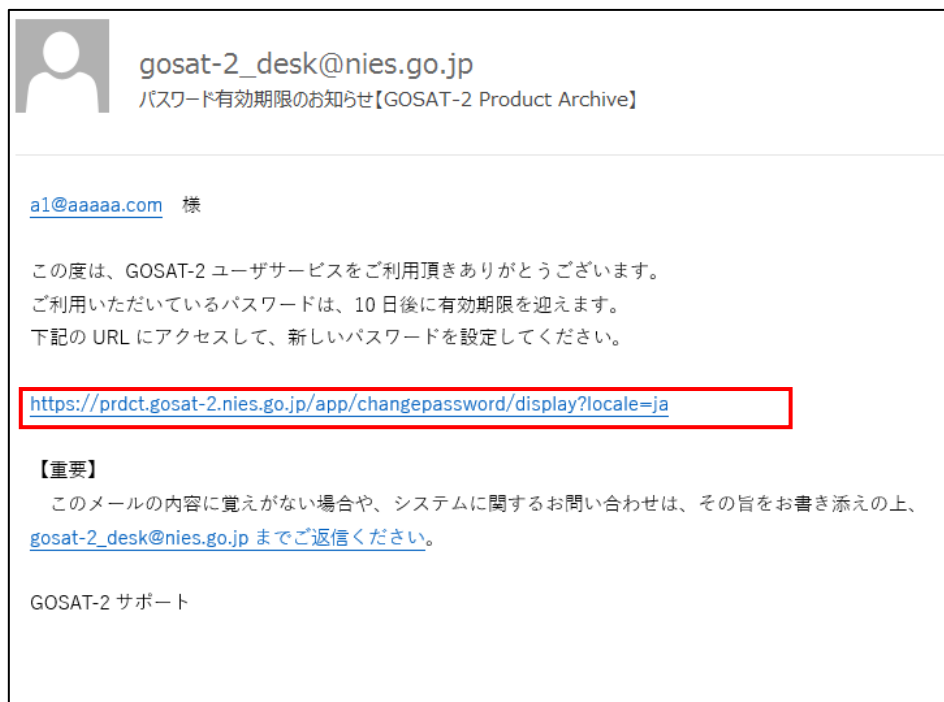 gosat-2_desk@nies.go.jp
パスワード有効期限のお知らせ【GOSAT-2 Product Archive】
a1@aaaaa.com　様
この度は、GOSAT-2 ユーザサービスをご利用頂きありがとうございます。
ご利用いただいているパスワードは、10 日後に有効期限を迎えます。
下記の URL にアクセスして、新しいパスワードを設定してください。
https://prdct.gosat-2.nies.go.jp/app/changepassword/display?locale=ja
【重要】
　このメールの内容に覚えがない場合や、システムに関するお問い合わせは、その旨をお書き添えの上、
gosat-2_desk@nies.go.jp までご返信ください。
GOSAT-2 サポート